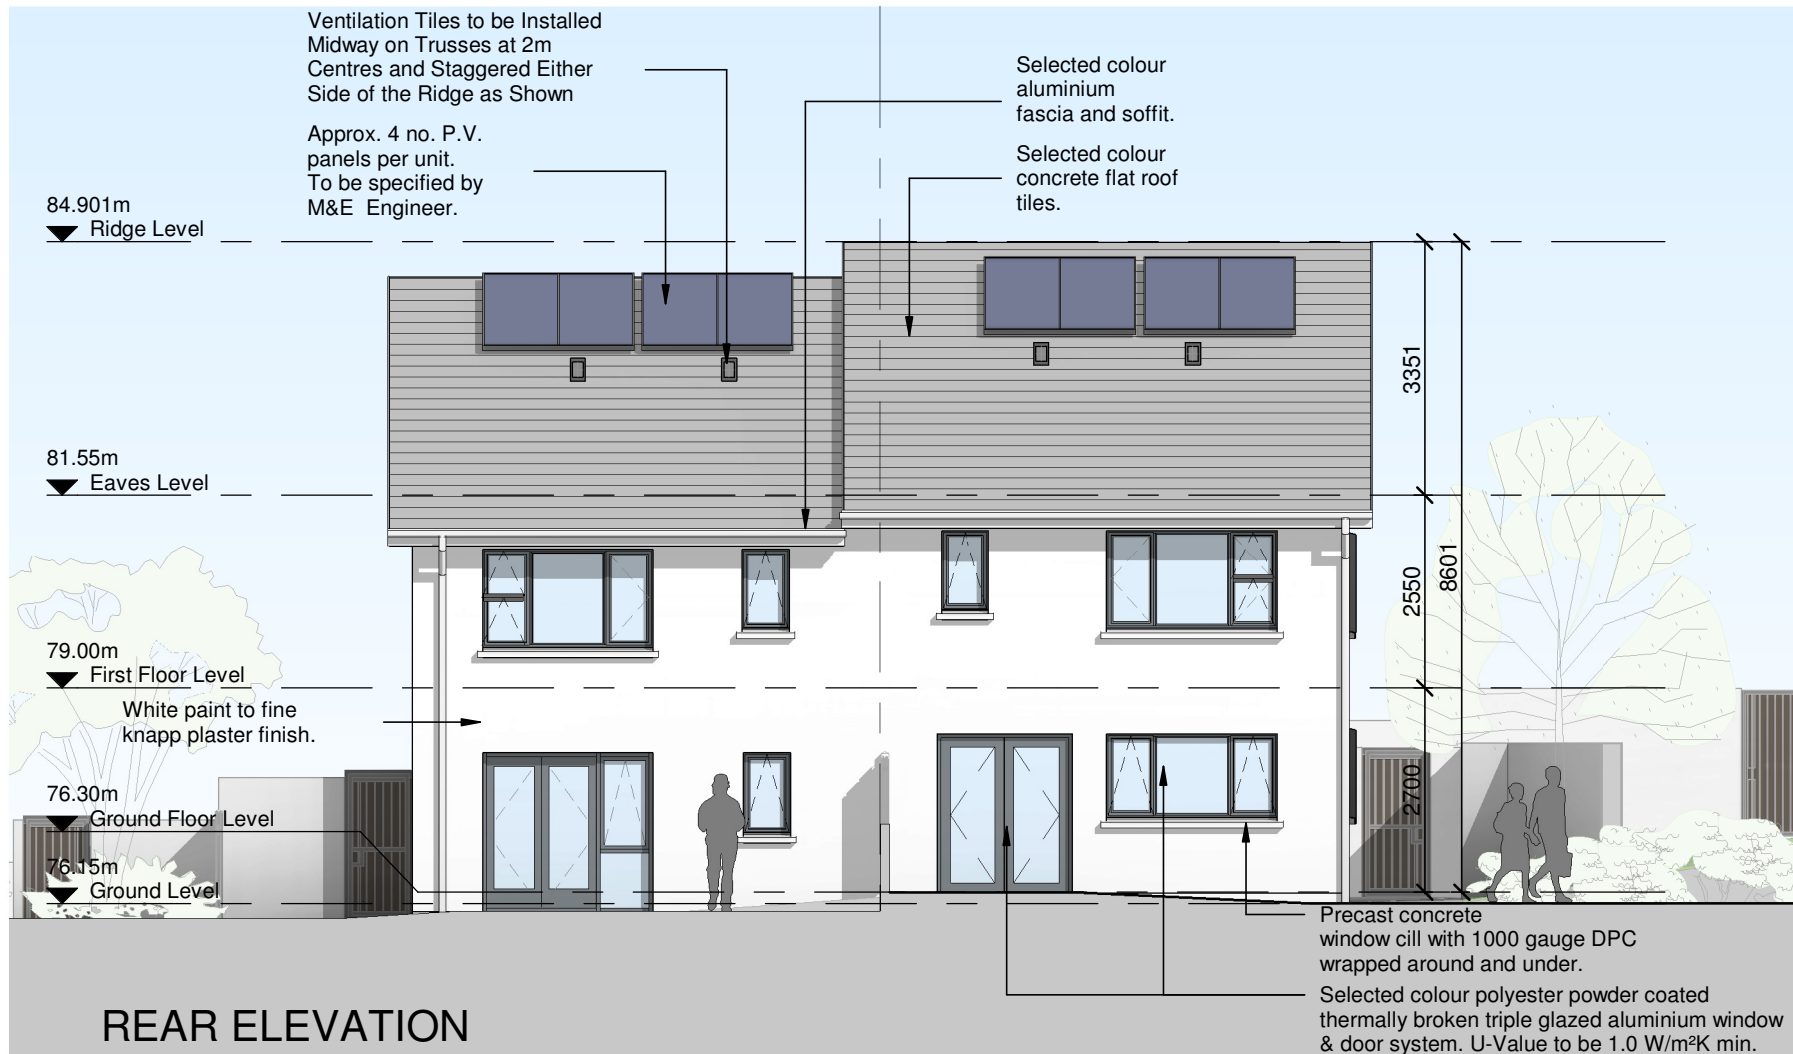 Ventilation Tiles to be Installed
Midway on Trusses at 2m
Centres and Staggered Either
Side of the Ridge as Shown
Approx. 4 no. P.V.
panels per unit.
To be specified by
M&E Engineer.
Selected colour
aluminium
fascia and soffit.
Selected colour
concrete flat roof
tiles.
84.901m
Ridge Level
81.55m
Eaves Level
79.00m
First Floor Level
White paint to fine
knapp plaster finish.
76.30m
Ground Floor Level
76.15m
Ground Level
3351
2550
8601
2700
Precast concrete
window cill with 1000 gauge DPC
wrapped around and under.
Selected colour polyester powder coated
thermally broken triple glazed aluminium window
& door system. U-Value to be 1.0 W/m²K min.
REAR ELEVATION